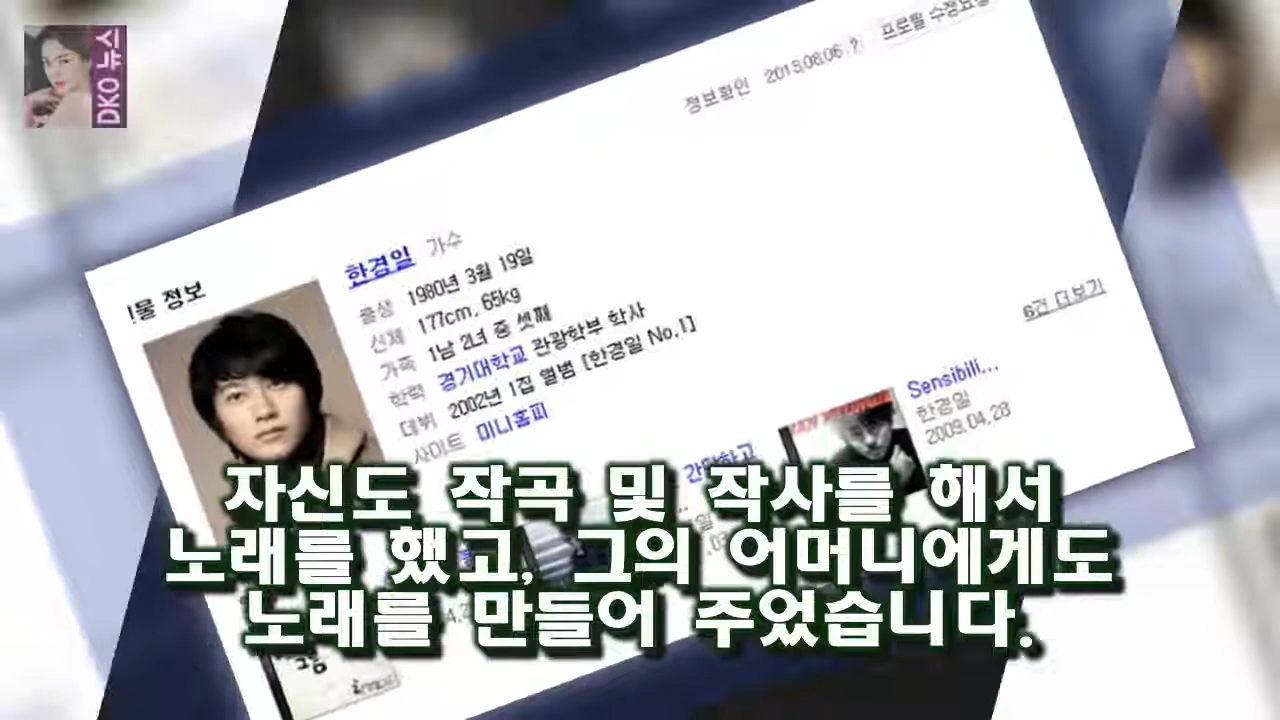 DKO 뉴스
정보확인 2015.06.06 ? 프로필 수정요청
인물 정보
한경일 가수
출생 1980년 3월 19일
신체 177cm, 65kg
가족 1남 2녀 중 셋째
학력 경기대학교 관광학부 학사
데뷔 2002년 1집 앨범 [한경일 No.1]
사이트 미니홈피
6건 더보기
Sensibili...
한경일
2009.04.28
간단하고
자신도 작곡 및 작사를 해서
노래를 했고, 그의 어머니에게도
노래를 만들어 주었습니다.